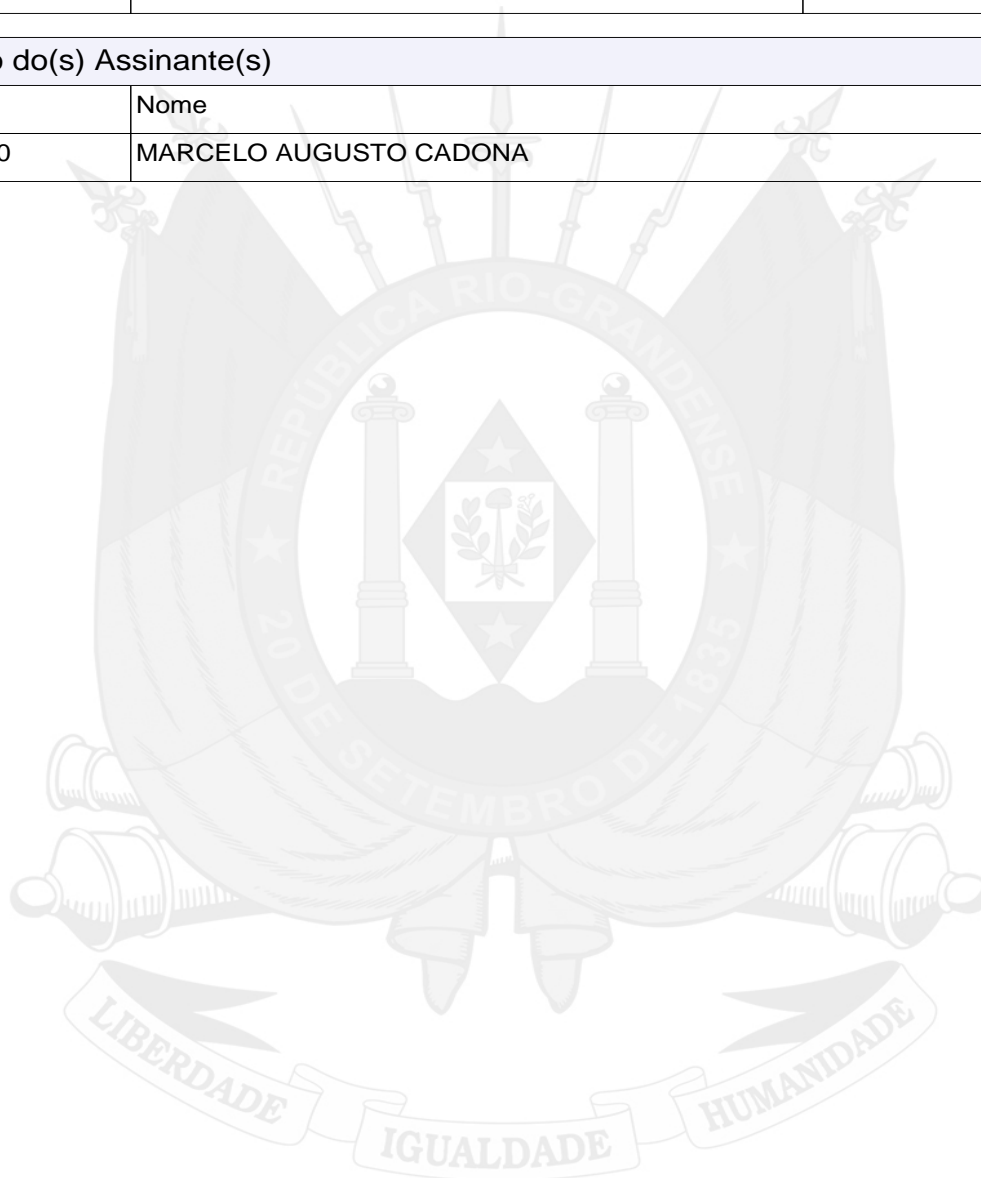 o do(s) Assinante(s)
Nome
0 MARCELO AUGUSTO CADONA
REPÚBLICA RIO-GRANDENSE
20 DE SETEMBRO DE 1835
LIBERDADE
IGUALDADE
HUMANIDADE